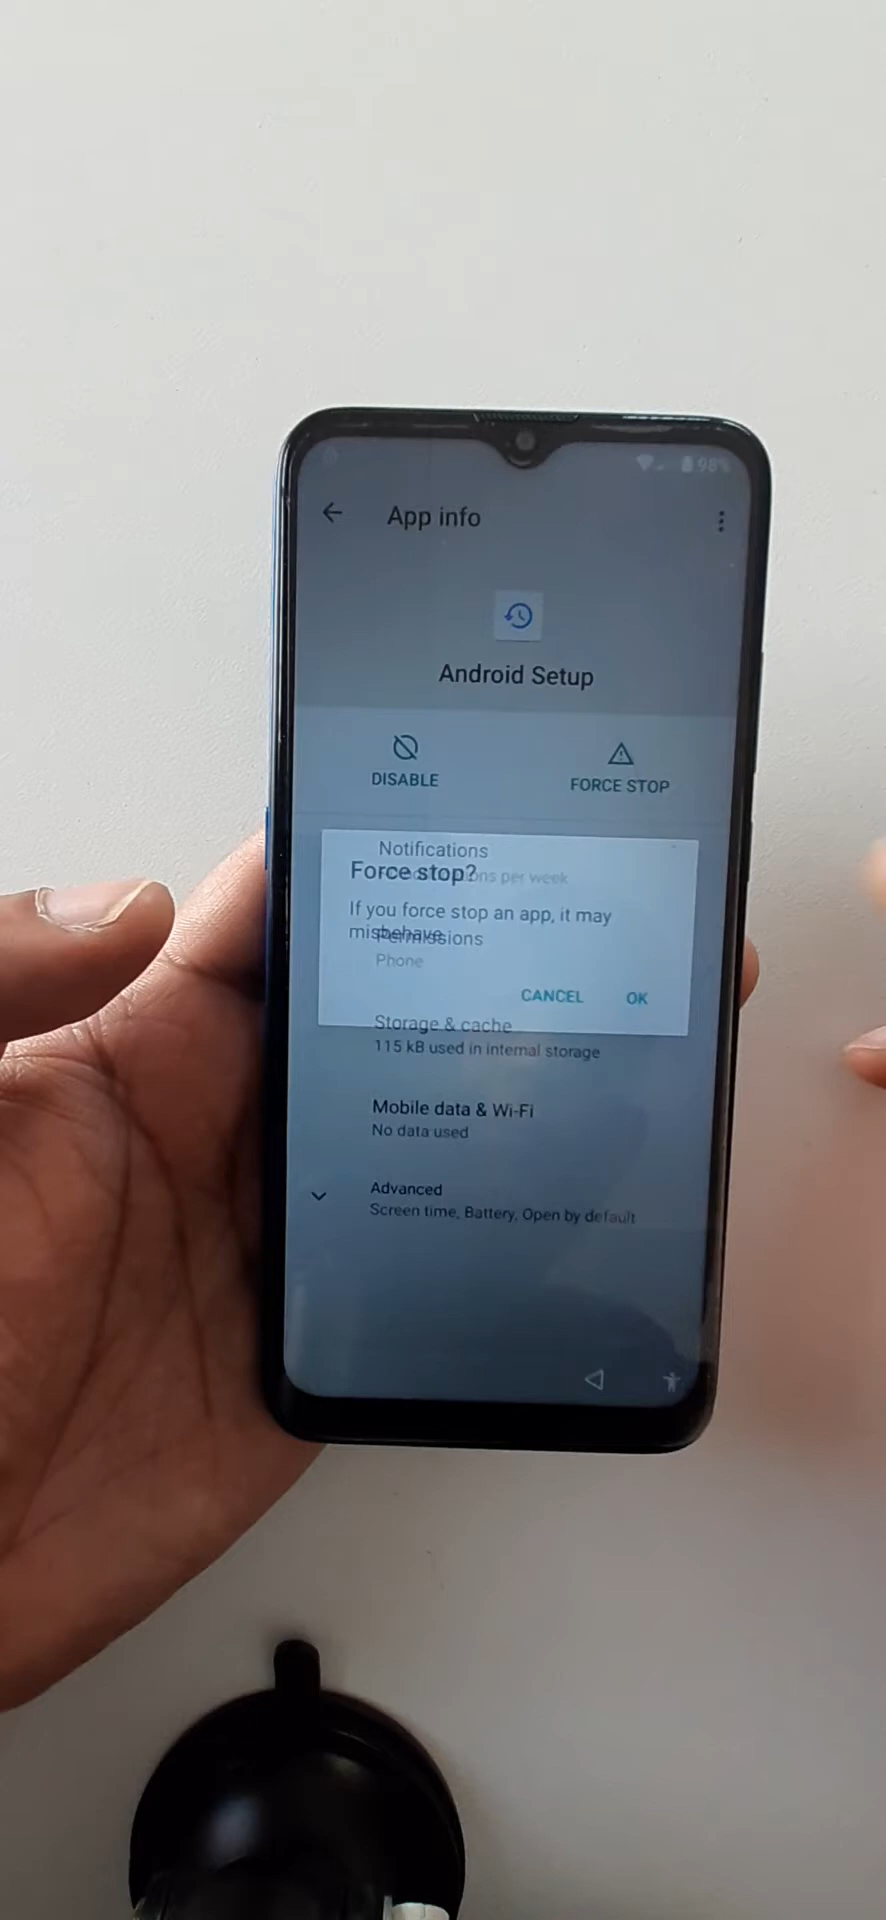 98%
App info
Android Setup
DISABLE
FORCE STOP
Notifications
Force stop?
ns per week
If you force stop an app, it may
misbehave.
Permissions
Phone
CANCEL
OK
Storage & cache
115 kB used in internal storage
Mobile data & Wi-Fi
No data used
Advanced
Screen time, Battery, Open by default